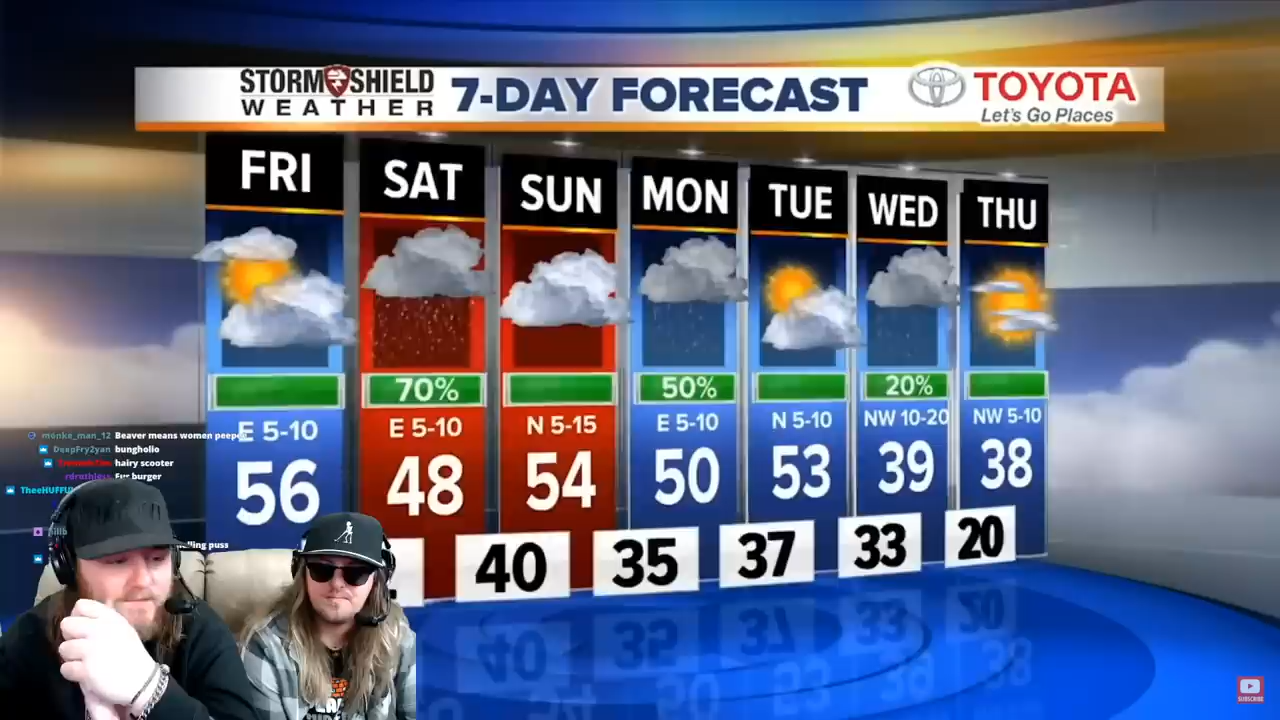 STORM SHIELD
WEATHER
7-DAY FORECAST
TOYOTA
Let's Go Places
FRI SAT SUN MON TUE WED THU
70% 50% 20%
E 5-10 E 5-10 N 5-15 E 5-10 N 5-10 NW 10-20 NW 5-10
56 48 54 50 53 39 38
40 35 37 33 20
Beaver means women
DeepFry2yan bungholio
hairy scooter
Fur burger
puss
SUBSCRIBE